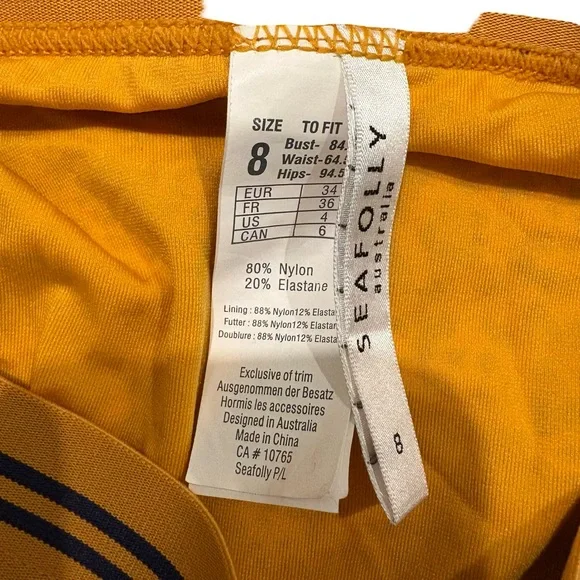 SIZE TO FIT
8 Bust- 84.
Waist-64.
Hips- 94.5
EUR 34
FR 36
US 4
CAN 6
80% Nylon
20% Elastane
Lining : 88% Nylon12% Elasta
Futter : 88% Nylon12% Elasta
Doublure : 88% Nylon12% Elasta
Exclusive of trim
Ausgenommen der Besatz
Hormis les accessoires
Designed in Australia
Made in China
CA # 10765
Seafolly P/L
SEAFOLLY
australia
8